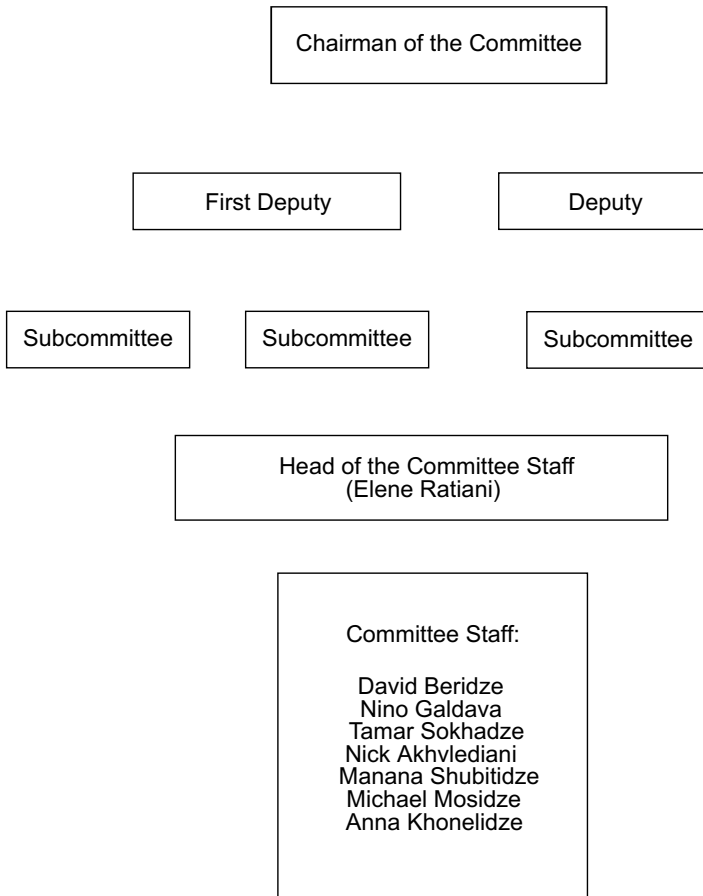 Chairman of the Committee
First Deputy
Deputy
Subcommittee
Subcommittee
Subcommittee
Head of the Committee Staff
(Elene Ratiani)
Committee Staff:
David Beridze
Nino Galdava
Tamar Sokhadze
Nick Akhvlediani
Manana Shubitidze
Michael Mosidze
Anna Khonelidze